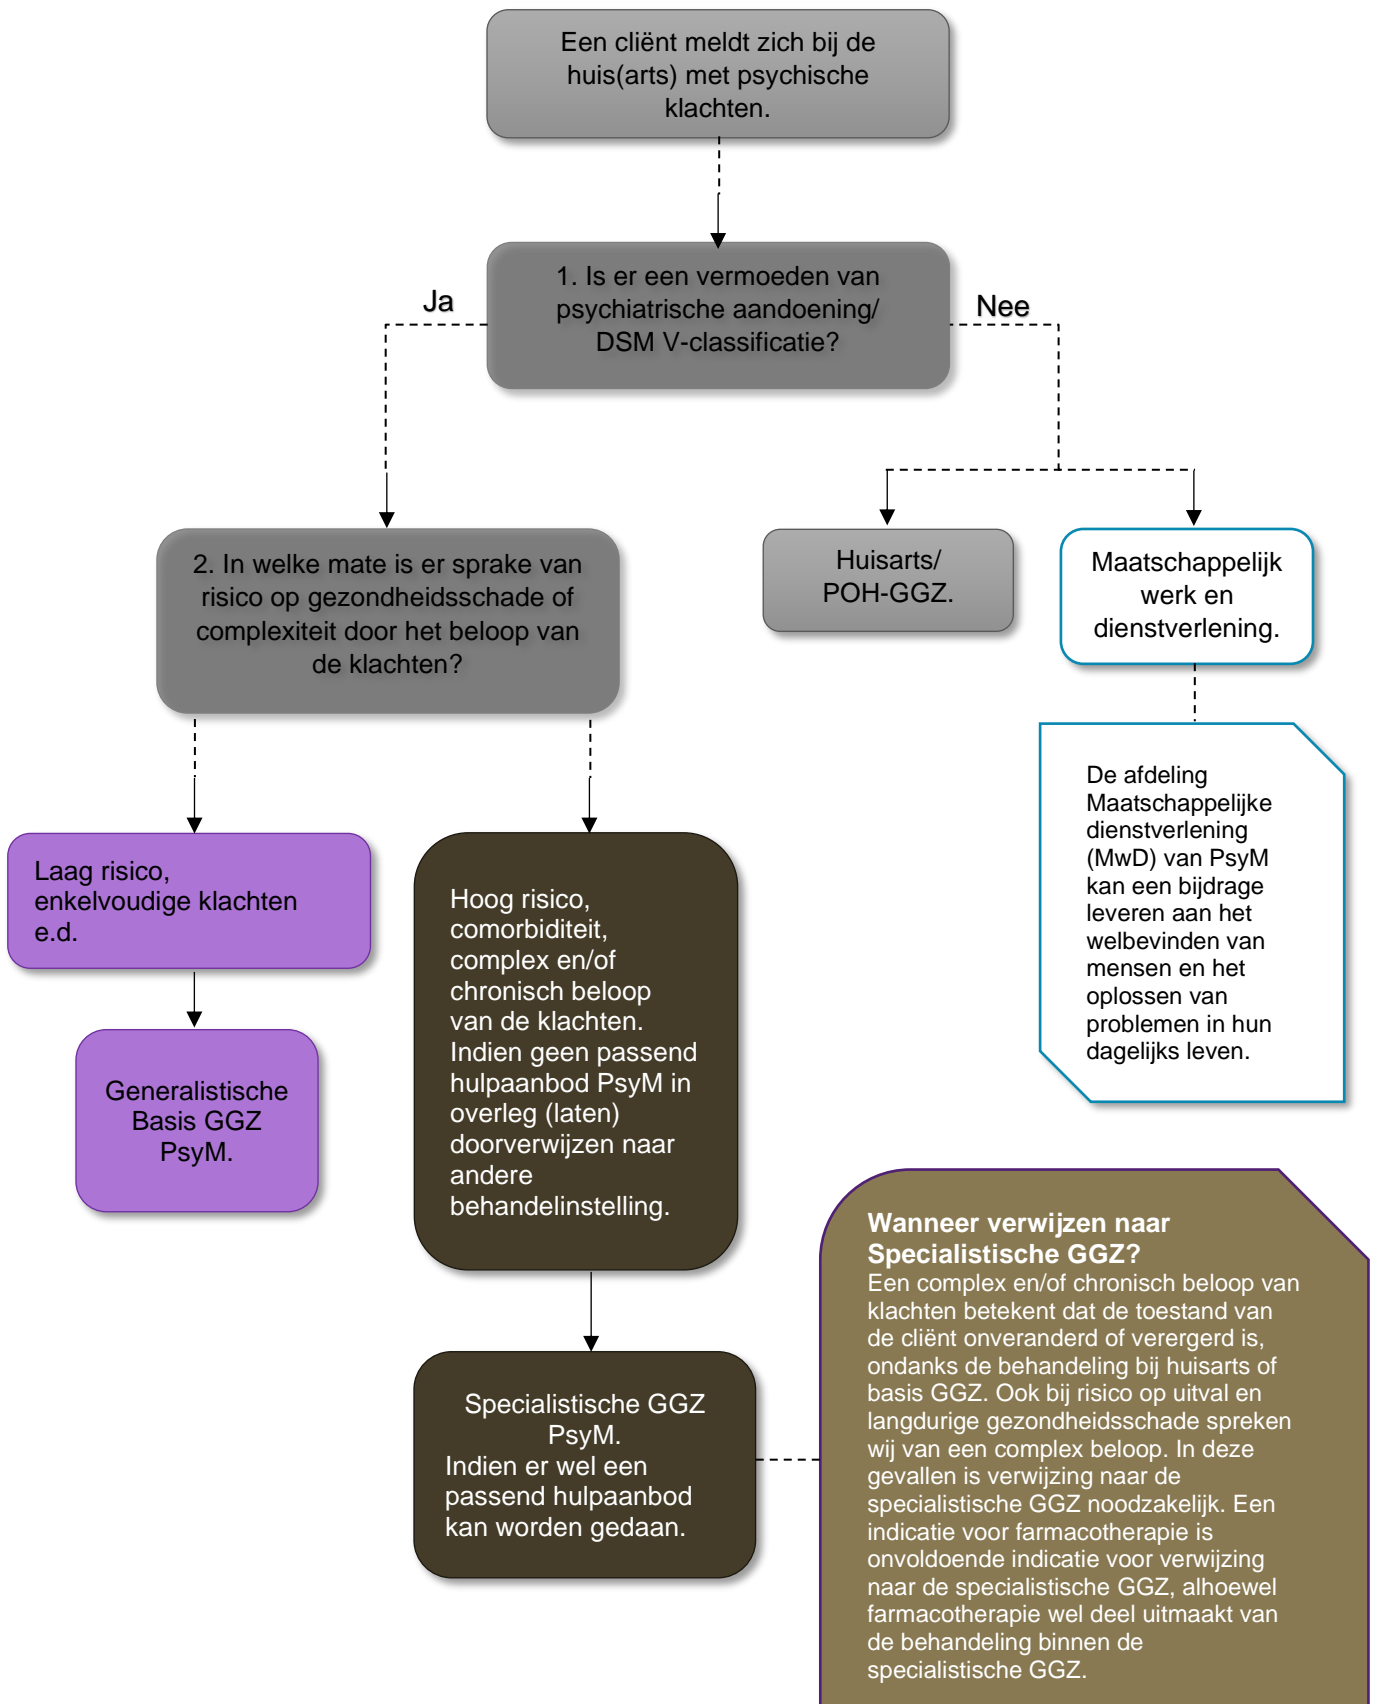 Een cliënt meldt zich bij de
huis(arts) met psychische
klachten.
1. Is er een vermoeden van
psychiatrische aandoening/
DSM V-classificatie?
Ja
Nee
2. In welke mate is er sprake van
risico op gezondheidsschade of
complexiteit door het beloop van
de klachten?
Huisarts/
POH-GGZ.
Maatschappelijk
werk en
dienstverlening.
De afdeling
Maatschappelijke
dienstverlening
(MwD) van PsyM
kan een bijdrage
leveren aan het
welbevinden van
mensen en het
oplossen van
problemen in hun
dagelijks leven.
Laag risico,
enkelvoudige klachten
e.d.
Generalistische
Basis GGZ
PsyM.
Hoog risico,
comorbiditeit,
complex en/of
chronisch beloop
van de klachten.
Indien geen passend
hulpaanbod PsyM in
overleg (laten)
doorverwijzen naar
andere
behandelinstelling.
Specialistische GGZ
PsyM.
Indien er wel een
passend hulpaanbod
kan worden gedaan.
Wanneer verwijzen naar
Specialistische GGZ?
Een complex en/of chronisch beloop van
klachten betekent dat de toestand van
de cliënt onveranderd of verergerd is,
ondanks de behandeling bij huisarts of
basis GGZ. Ook bij risico op uitval en
langdurige gezondheidsschade spreken
wij van een complex beloop. In deze
gevallen is verwijzing naar de
specialistische GGZ noodzakelijk. Een
indicatie voor farmacotherapie is
onvoldoende indicatie voor verwijzing
naar de specialistische GGZ, alhoewel
farmacotherapie wel deel uitmaakt van
de behandeling binnen de
specialistische GGZ.